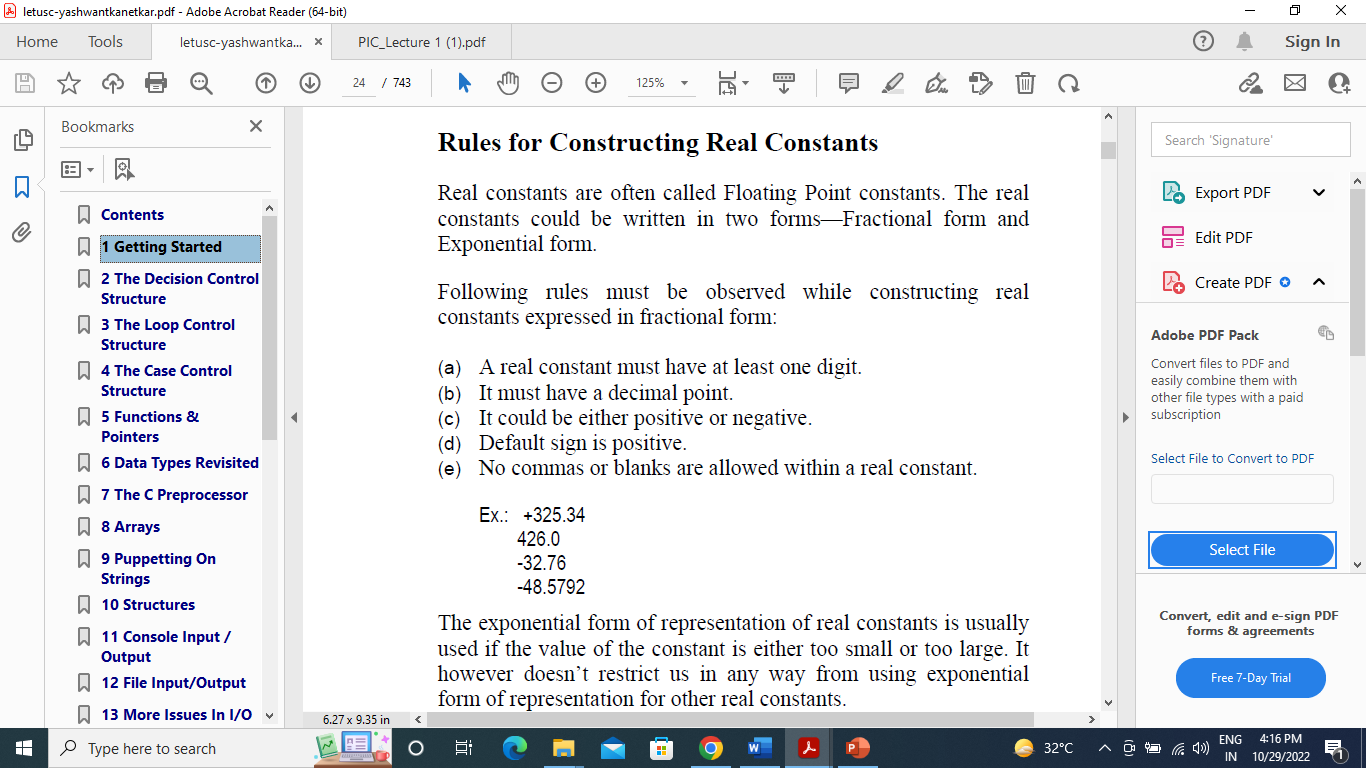 letusc-yashwantkanetkar.pdf - Adobe Acrobat Reader (64-bit)
Home
Tools
letusc-yashwantka...
PIC_Lecture 1 (1).pdf
Sign In
24 / 743
125%
Bookmarks
Contents
1 Getting Started
2 The Decision Control
Structure
3 The Loop Control
Structure
4 The Case Control
Structure
5 Functions &
Pointers
6 Data Types Revisited
7 The C Preprocessor
8 Arrays
9 Puppetting On
Strings
10 Structures
11 Console Input /
Output
12 File Input/Output
13 More Issues In I/O
Rules for Constructing Real Constants
Real constants are often called Floating Point constants. The real
constants could be written in two forms—Fractional form and
Exponential form.
Following rules must be observed while constructing real
constants expressed in fractional form:
(a) A real constant must have at least one digit.
(b) It must have a decimal point.
(c) It could be either positive or negative.
(d) Default sign is positive.
(e) No commas or blanks are allowed within a real constant.
Ex.: +325.34
426.0
-32.76
-48.5792
The exponential form of representation of real constants is usually
used if the value of the constant is either too small or too large. It
however doesn’t restrict us in any way from using exponential
form of representation for other real constants.
6.27 x 9.35 in
Search 'Signature'
Export PDF
Edit PDF
Create PDF
Adobe PDF Pack
Convert files to PDF and
easily combine them with
other file types with a paid
subscription
Select File to Convert to PDF
Select File
Convert, edit and e-sign PDF
forms & agreements
Free 7-Day Trial
Type here to search
32°C
ENG
IN
4:16 PM
10/29/2022
1